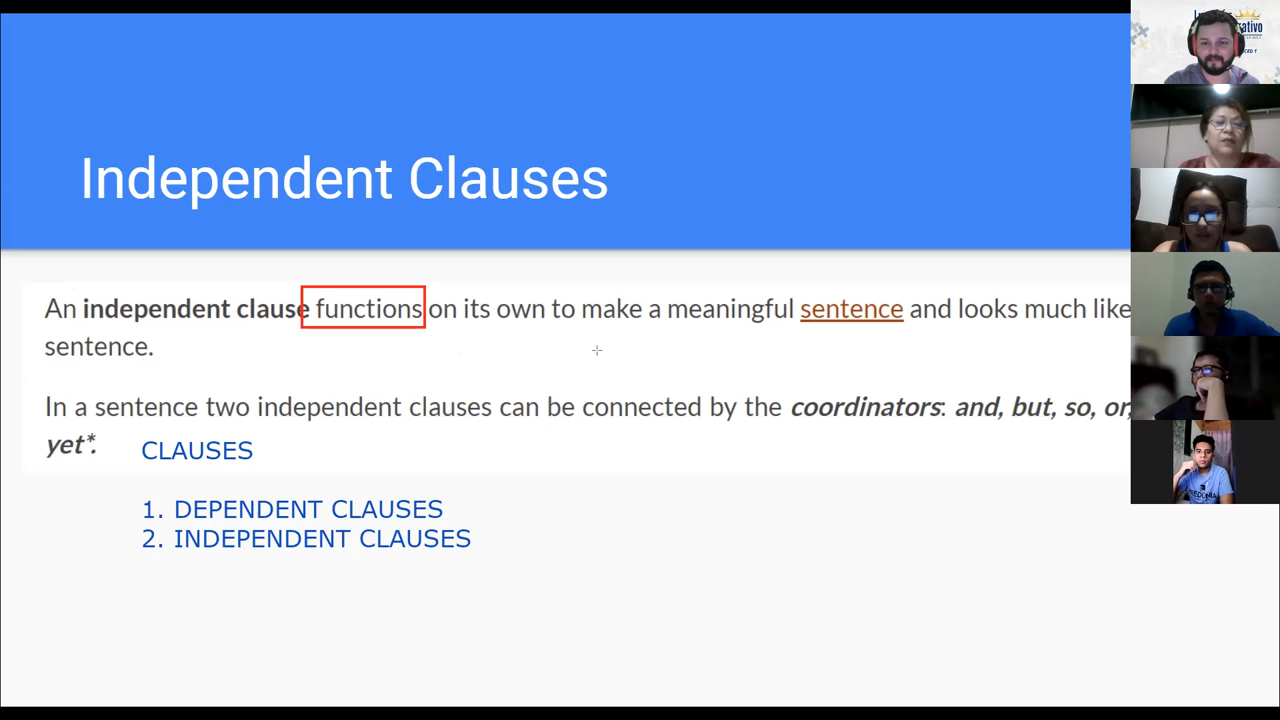 Independent Clauses
An independent clause functions on its own to make a meaningful sentence and looks much like
sentence.
In a sentence two independent clauses can be connected by the coordinators: and, but, so, or,
yet*.
CLAUSES
1. DEPENDENT CLAUSES
2. INDEPENDENT CLAUSES